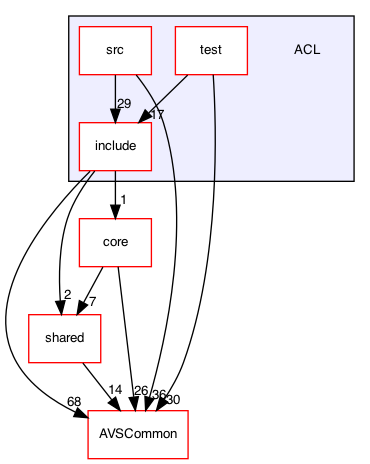 src
test
ACL
29
17
include
1
core
2
7
shared
14
26
36
30
68
AVSCommon